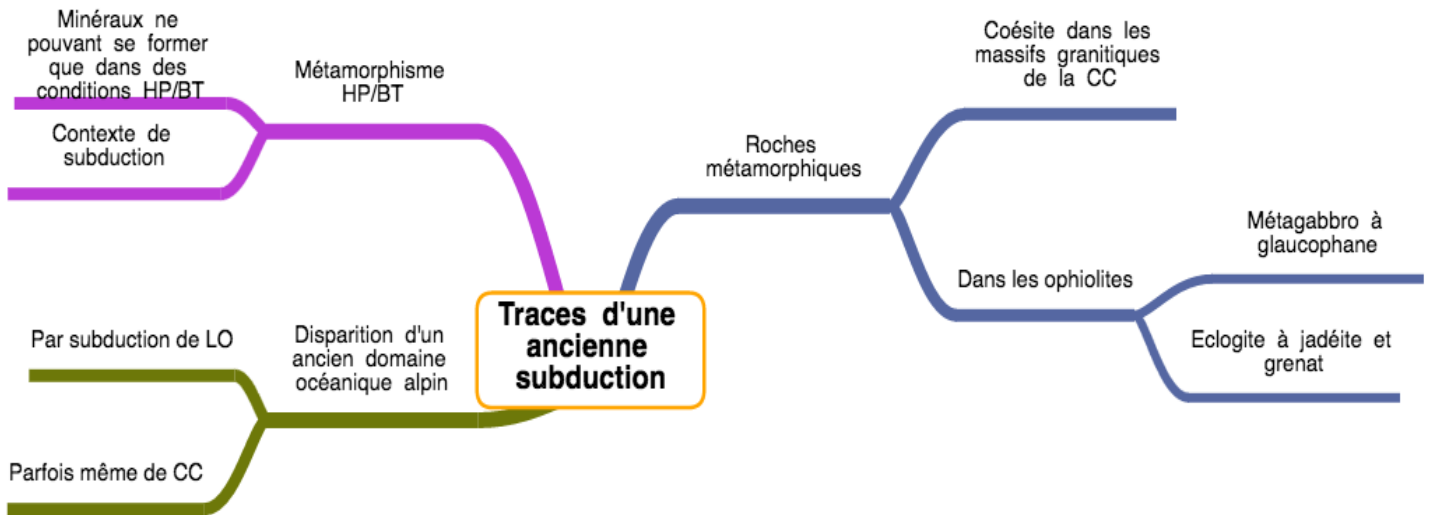 Minéraux ne
pouvant se former
que dans des
conditions HP/BT
Métamorphisme
HP/BT
Contexte de
subduction
Coésite dans les
massifs granitiques
de la CC
Roches
métamorphiques
Métagabbro à
glaucophane
Dans les ophiolites
Eclogite à jadéite et
grenat
Traces d'une
ancienne
subduction
Par subduction de LO
Disparition d'un
ancien domaine
océanique alpin
Parfois même de CC